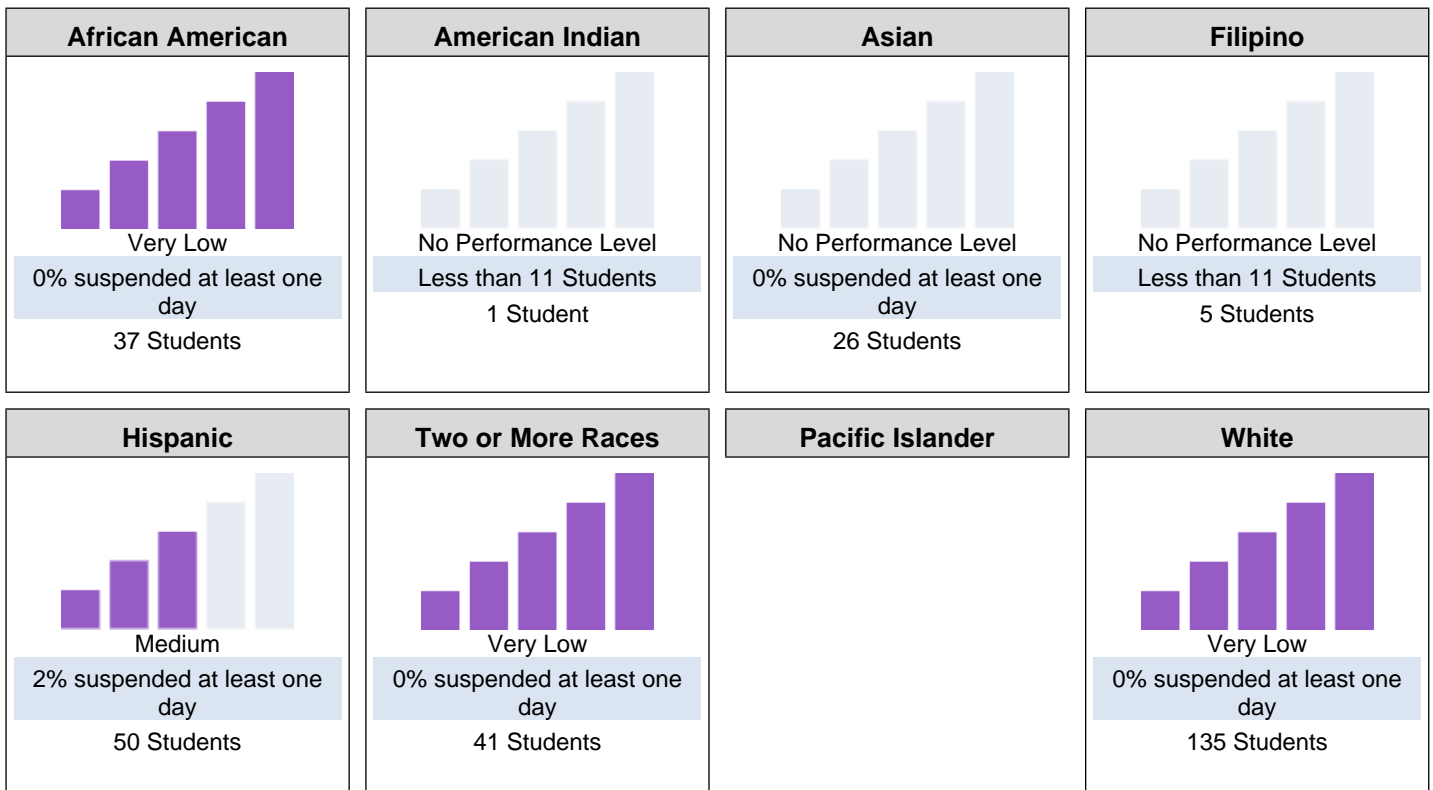 African American
Very Low
0% suspended at least one
day
37 Students
American Indian
No Performance Level
Less than 11 Students
1 Student
Asian
No Performance Level
0% suspended at least one
day
26 Students
Filipino
No Performance Level
Less than 11 Students
5 Students
Hispanic
Medium
2% suspended at least one
day
50 Students
Two or More Races
Very Low
0% suspended at least one
day
41 Students
Pacific Islander
White
Very Low
0% suspended at least one
day
135 Students